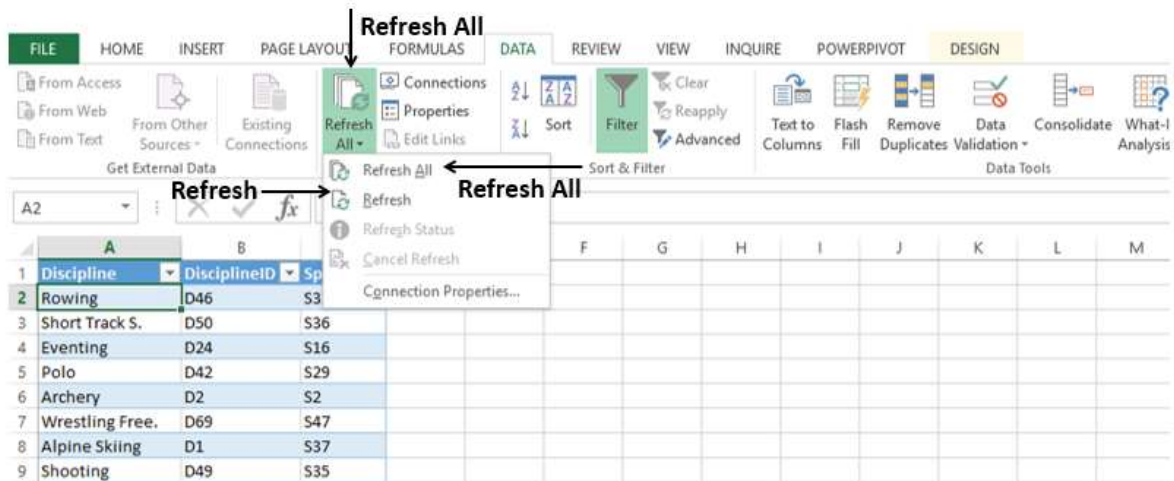 Refresh All
FILE HOME INSERT PAGE LAYOUT FORMULAS DATA REVIEW VIEW INQUIRE POWERPIVOT DESIGN
From Access
From Web
From Text
From Other Sources
Existing Connections
Refresh All
Connections
Properties
Edit Links
A Z
Z A
Z A
A Z
Sort
Filter
Clear
Reapply
Advanced
Text to Columns
Flash Fill
Remove Duplicates
Data Validation
Consolidate
What-I
Analysis
Get External Data
Sort & Filter
Data Tools
Refresh All
Refresh
Refresh Status
Cancel Refresh
Connection Properties...
Refresh
Refresh All
A2 fx
A B F G H I J K L M
1 Discipline DisciplineID Sp
2 Rowing D46 S3
3 Short Track S. D50 S36
4 Eventing D24 S16
5 Polo D42 S29
6 Archery D2 S2
7 Wrestling Free. D69 S47
8 Alpine Skiing D1 S37
9 Shooting D49 S35